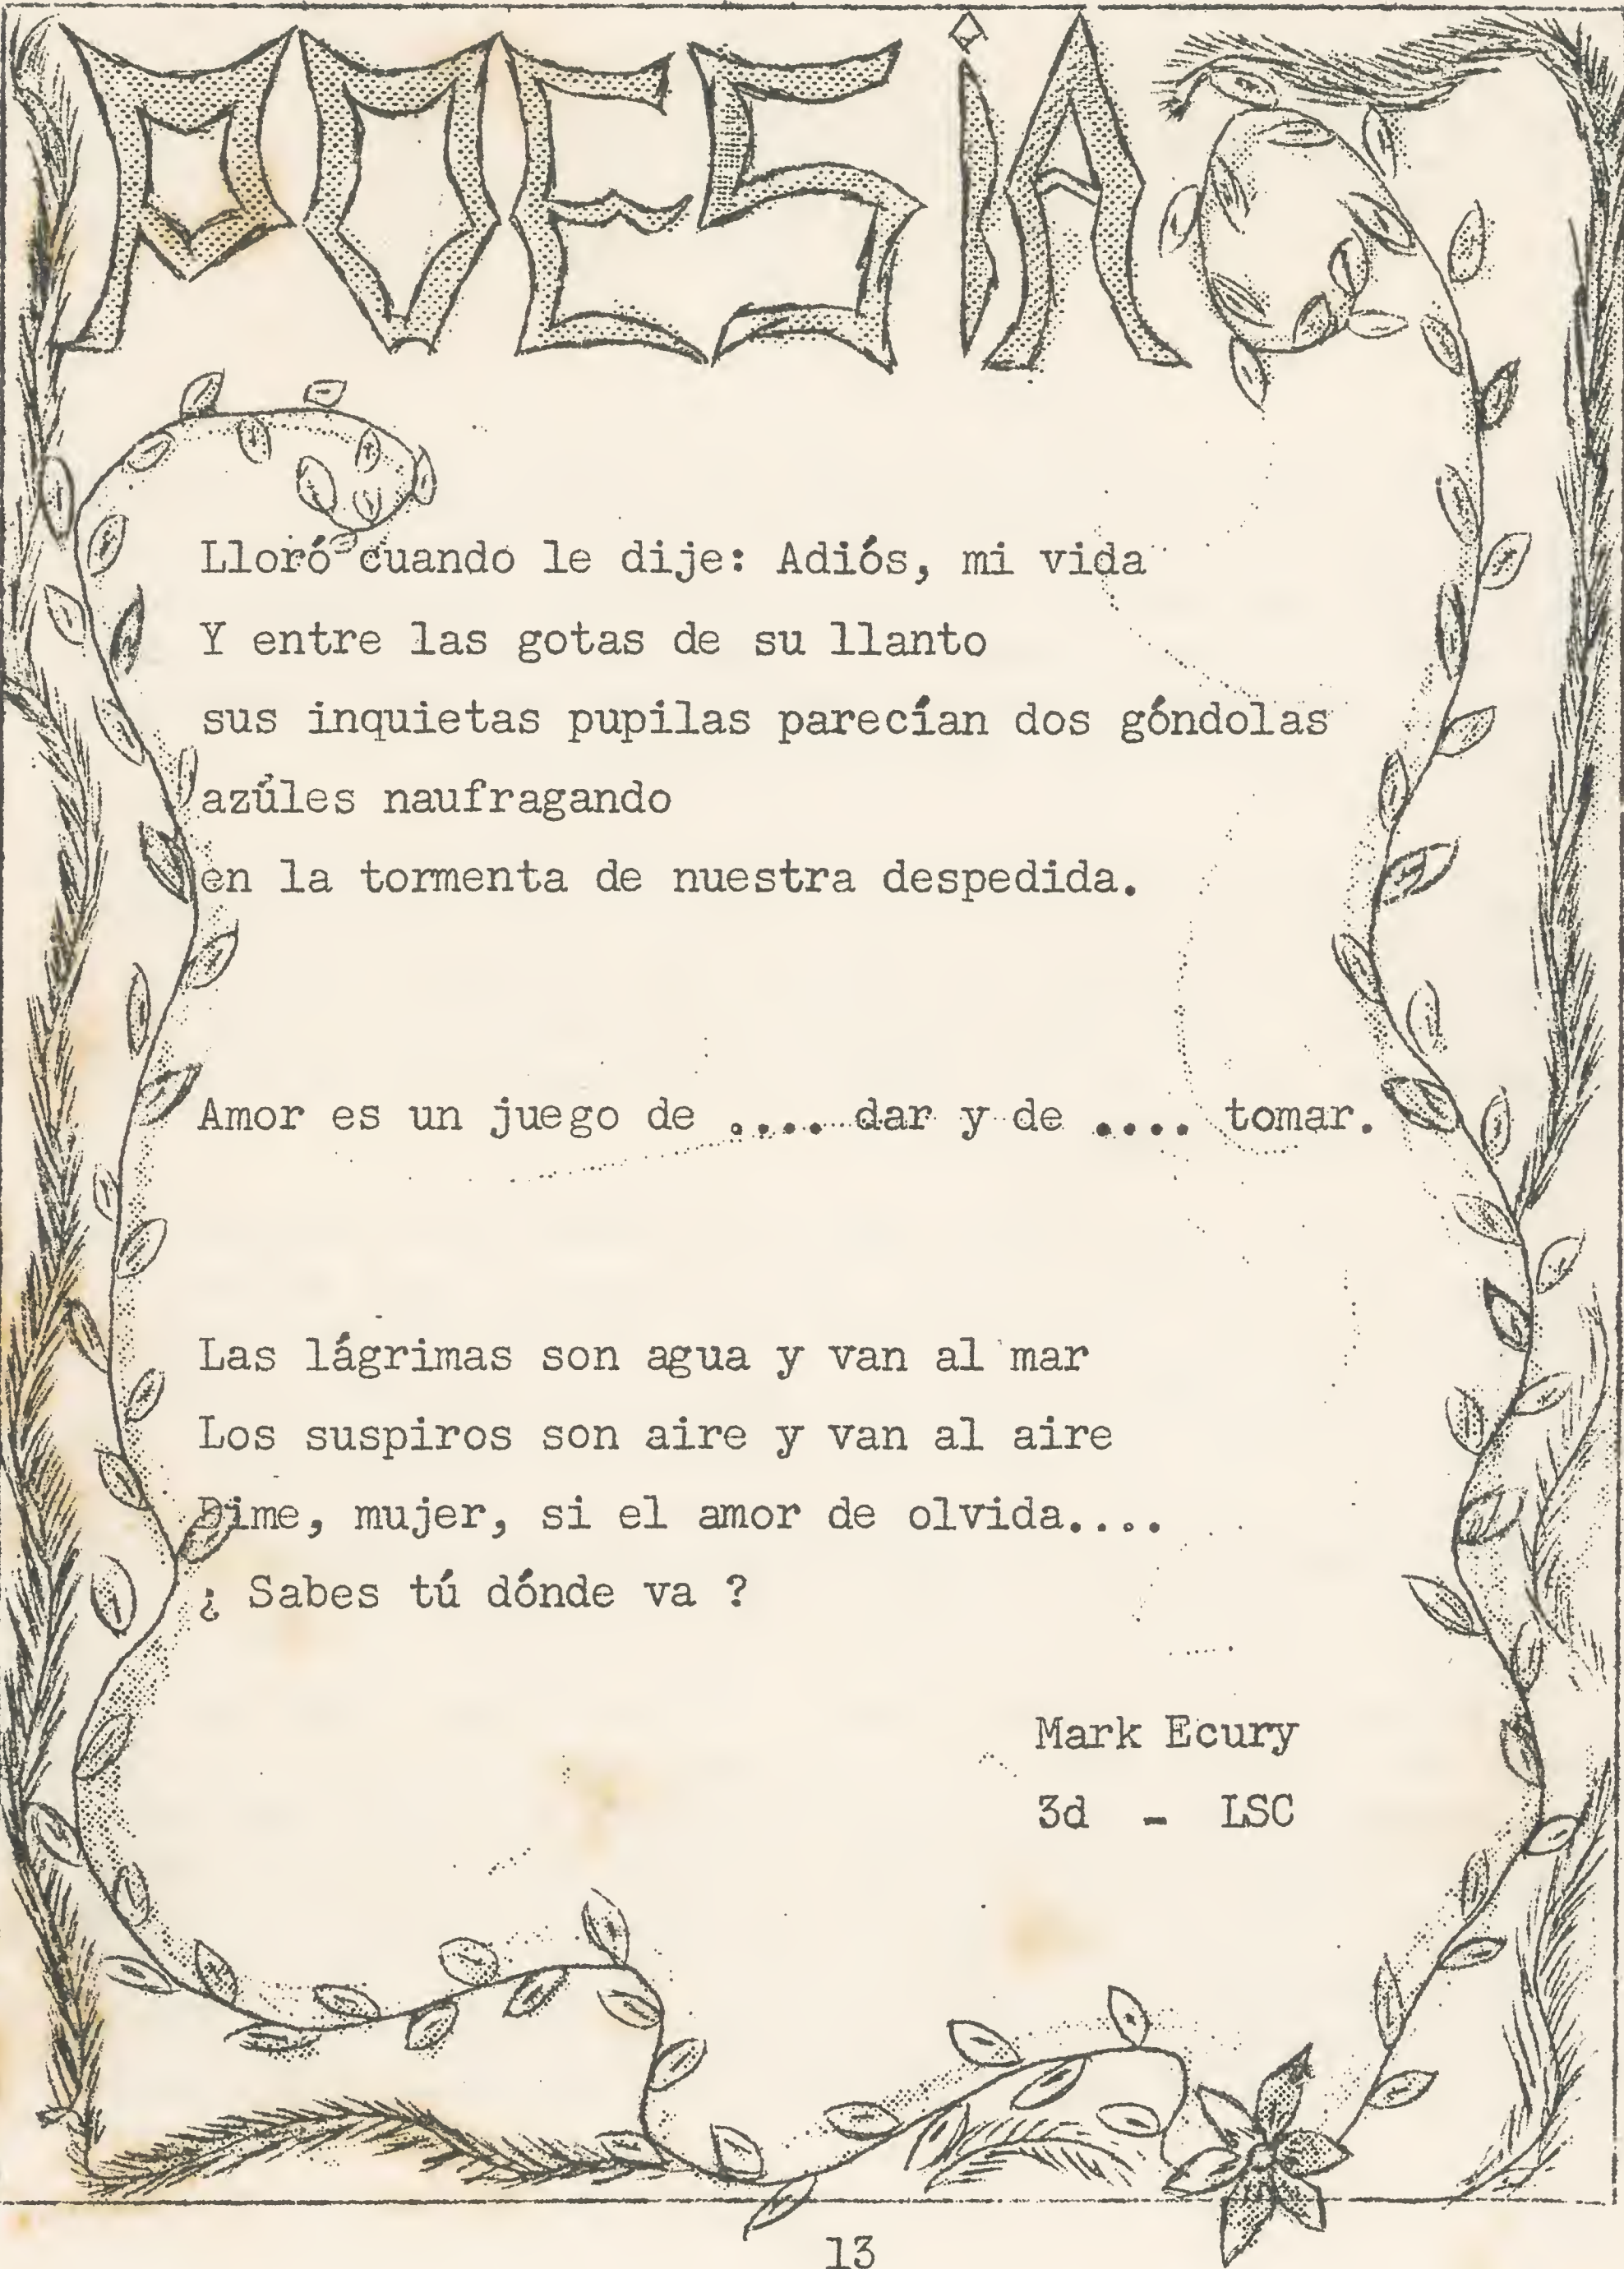 POESiA
Lloró cuando le dije: Adiós, mi vida
Y entre las gotas de su llanto
sus inquietas pupilas parecían dos góndolas
azúles naufragando
en la tormenta de nuestra despedida.
Amor es un juego de .... dar y de .... tomar.
Las lágrimas son agua y van al mar
Los suspiros son aire y van al aire
Dime, mujer, si el amor de olvida....
¿ Sabes tú dónde va ?
Mark Ecury
3d - LSC
13